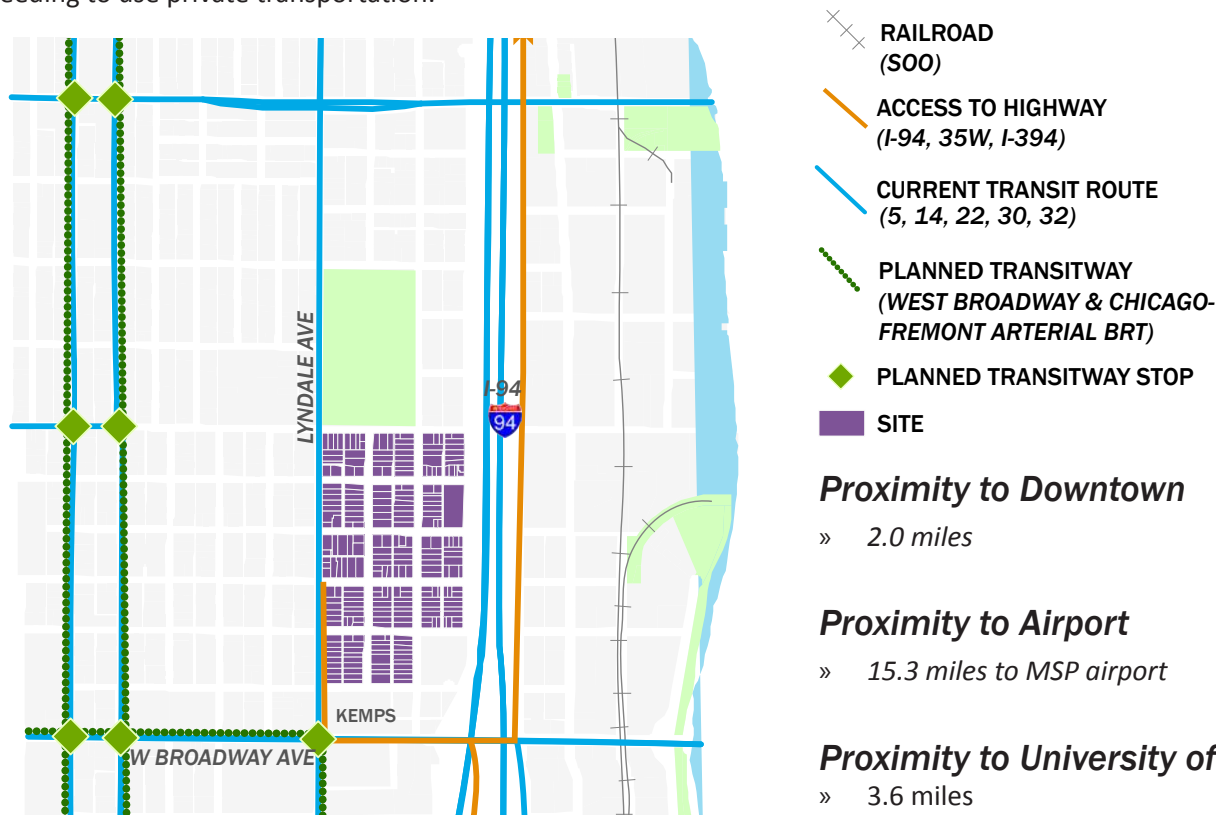 eeding to use private transportation.
RAILROAD
(SOO)
ACCESS TO HIGHWAY
(I-94, 35W, I-394)
CURRENT TRANSIT ROUTE
(5, 14, 22, 30, 32)
PLANNED TRANSITWAY
(WEST BROADWAY & CHICAGO-
FREMONT ARTERIAL BRT)
PLANNED TRANSITWAY STOP
SITE
LYNDALE AVE
I-94
94
KEMPS
W BROADWAY AVE
Proximity to Downtown
» 2.0 miles
Proximity to Airport
» 15.3 miles to MSP airport
Proximity to University of
» 3.6 miles